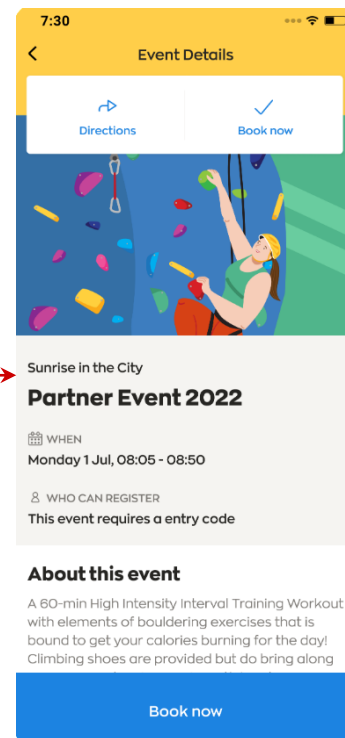 7:30
Event Details
Directions
Book now
Sunrise in the City
Partner Event 2022
WHEN
Monday 1 Jul, 08:05 - 08:50
WHO CAN REGISTER
This event requires a entry code
About this event
A 60-min High Intensity Interval Training Workout
with elements of bouldering exercises that is
bound to get your calories burning for the day!
Climbing shoes are provided but do bring along
Book now